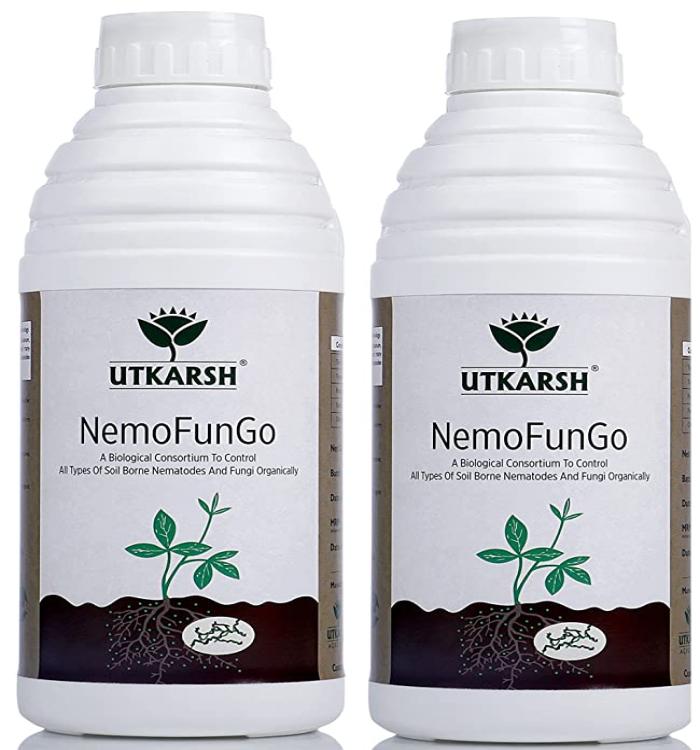 UTKARSH®
NemoFunGo
A Biological Consortium To Control
All Types Of Soil Borne Nematodes And Fungi Organically
UTKARSH®
NemoFunGo
A Biological Consortium To Control
All Types Of Soil Borne Nematodes And Fungi Organically